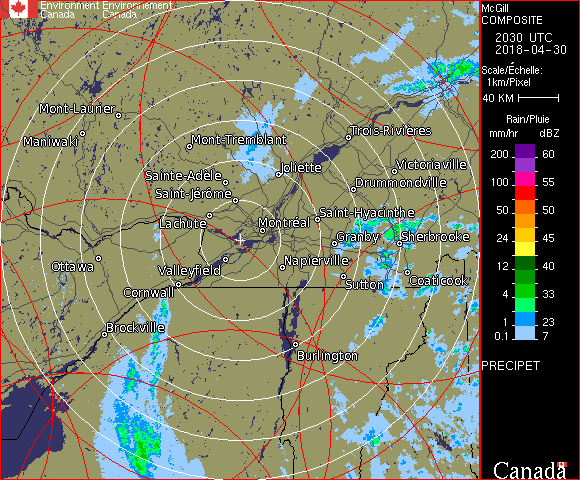 Environment Environnement
Canada Canada
McGill
COMPOSITE
2030 UTC
2018-04-30
Scale/Échelle:
1km/Pixel
40 KM
Rain/Pluie
mm/hr dBZ
200 60
100 55
50 50
24 45
12 40
4 33
1 23
0.1 7
PRECIPET
Canada
Mont-Laurier
Maniwaki
Mont-Tremblant
Trois-Rivières
Joliette
Victoriaville
Sainte-Adèle
Drummondville
Saint-Jérôme
Saint-Hyacinthe
Lachute
Montréal
Granby
Sherbrooke
Ottawa
Valleyfield
Napierville
Sutton
Coaticook
Cornwall
Brockville
Burlington